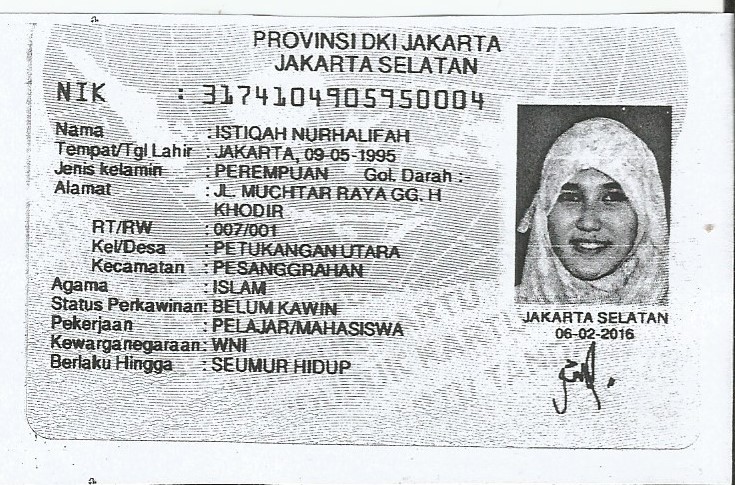 PROVINSI DKI JAKARTA
JAKARTA SELATAN
NIK : 3174104905950004
Nama : ISTIQAH NURHALIFAH
Tempat/Tgl Lahir : JAKARTA, 09-05-1995
Jenis kelamin : PEREMPUAN Gol. Darah :-
Alamat : JL. MUCHTAR RAYA GG. H
KHODIR
RT/RW : 007/001
Kel/Desa : PETUKANGAN UTARA
Kecamatan : PESANGGRAHAN
Agama : ISLAM
Status Perkawinan: BELUM KAWIN
Pekerjaan : PELAJAR/MAHASISWA
Kewarganegaraan: WNI
Berlaku Hingga : SEUMUR HIDUP
JAKARTA SELATAN
06-02-2016